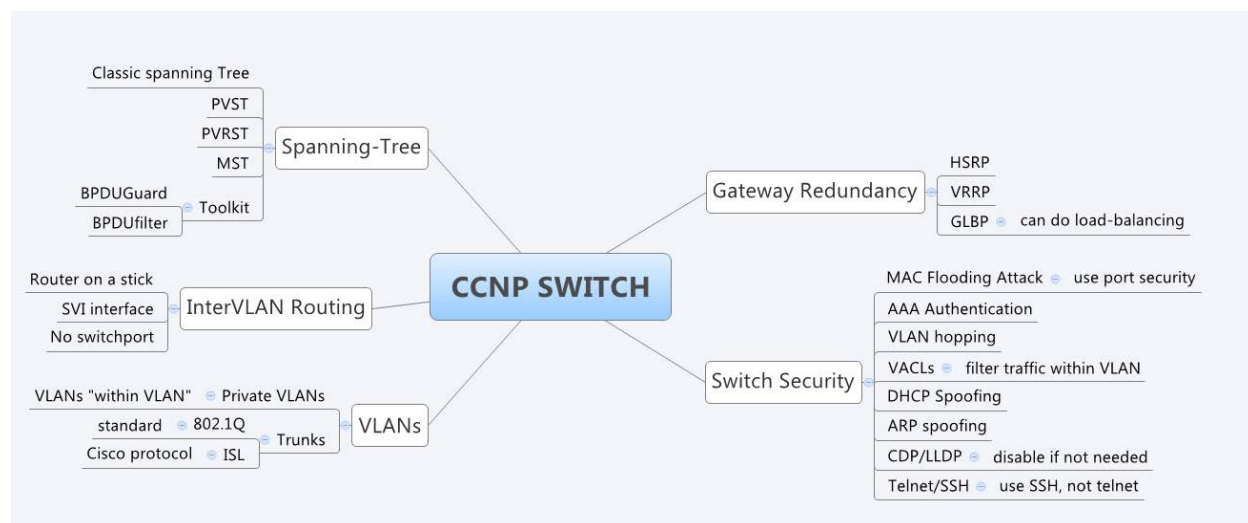 CCNP SWITCH
Spanning-Tree
Classic spanning Tree
PVST
PVRST
MST
Toolkit
BPDUGuard
BPDUfilter
InterVLAN Routing
Router on a stick
SVI interface
No switchport
VLANs
Private VLANs
VLANs "within VLAN"
Trunks
802.1Q
standard
ISL
Cisco protocol
Gateway Redundancy
HSRP
VRRP
GLBP
can do load-balancing
Switch Security
MAC Flooding Attack
use port security
AAA Authentication
VLAN hopping
VACLs
filter traffic within VLAN
DHCP Spoofing
ARP spoofing
CDP/LLDP
disable if not needed
Telnet/SSH
use SSH, not telnet